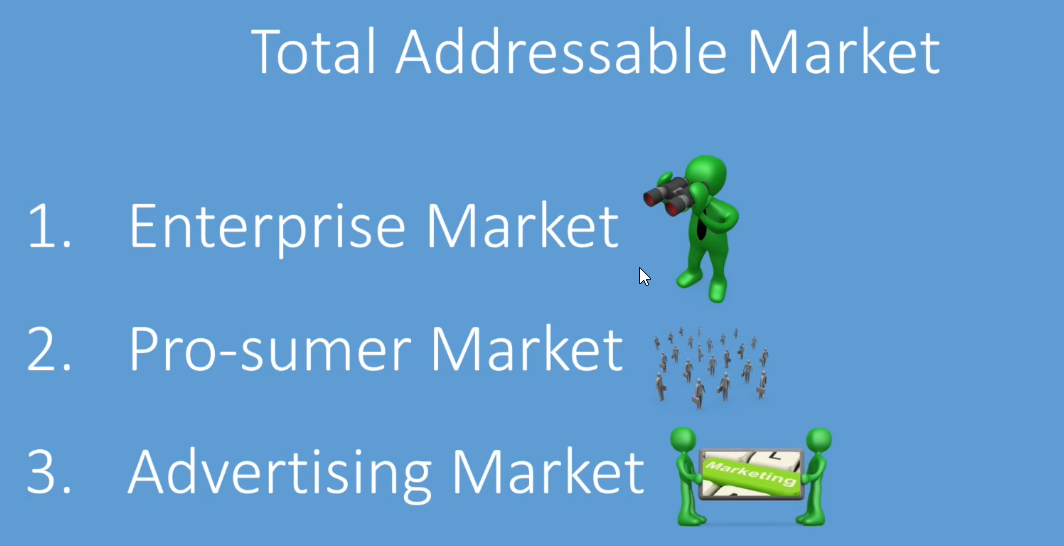 Total Addressable Market
1. Enterprise Market
2. Pro-sumer Market
3. Advertising Market
Marketing
L